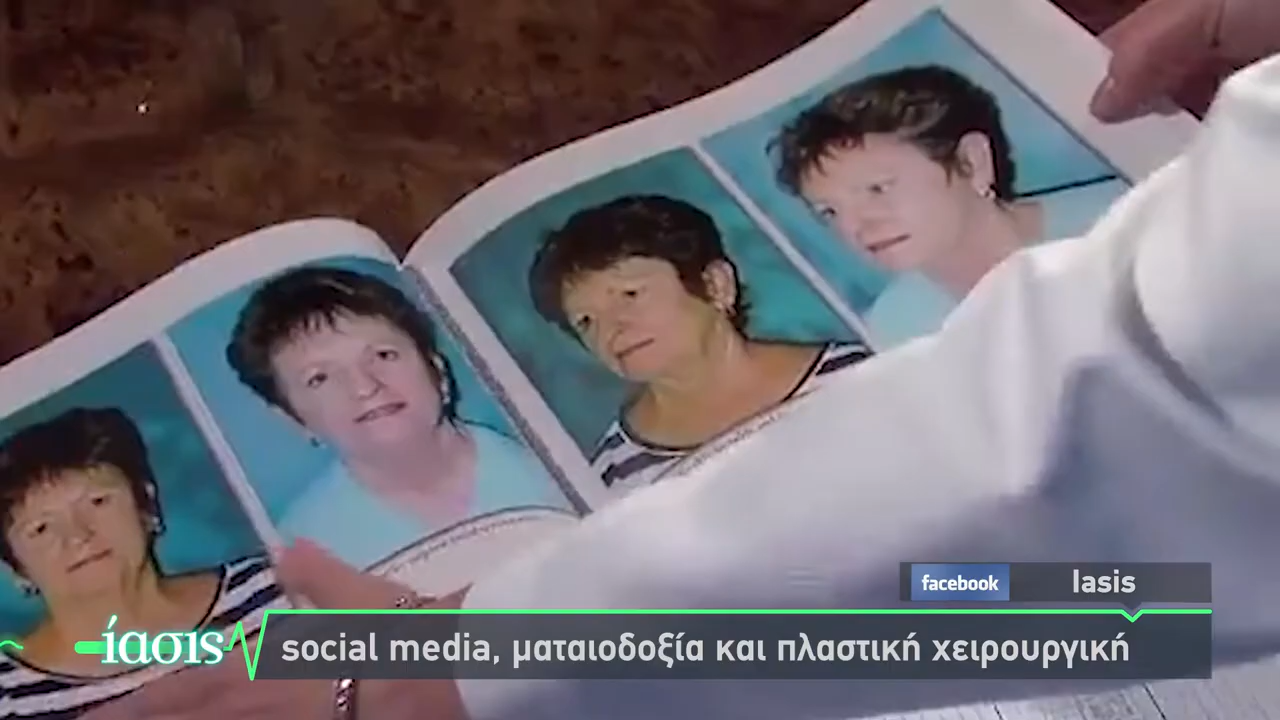 facebook
Iasis
ίασις
social media, ματαιοδοξία και πλαστική χειρουργική